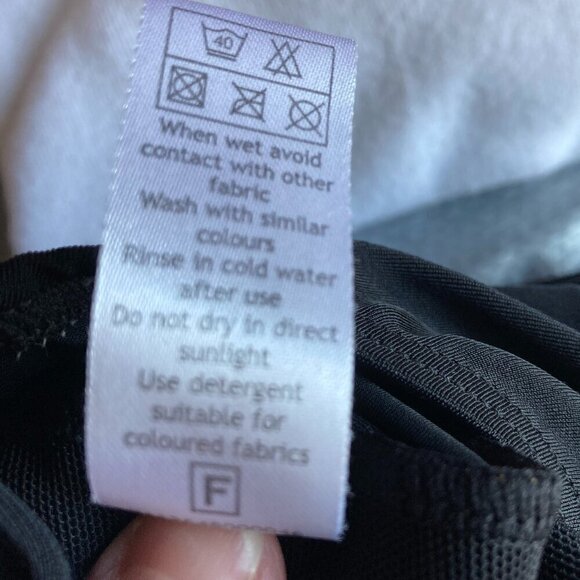 40
When wet avoid
contact with other
fabric
Wash with similar
colours
Rinse in cold water
after use
Do not dry in direct
sunlight
Use detergent
suitable for
coloured fabrics
F